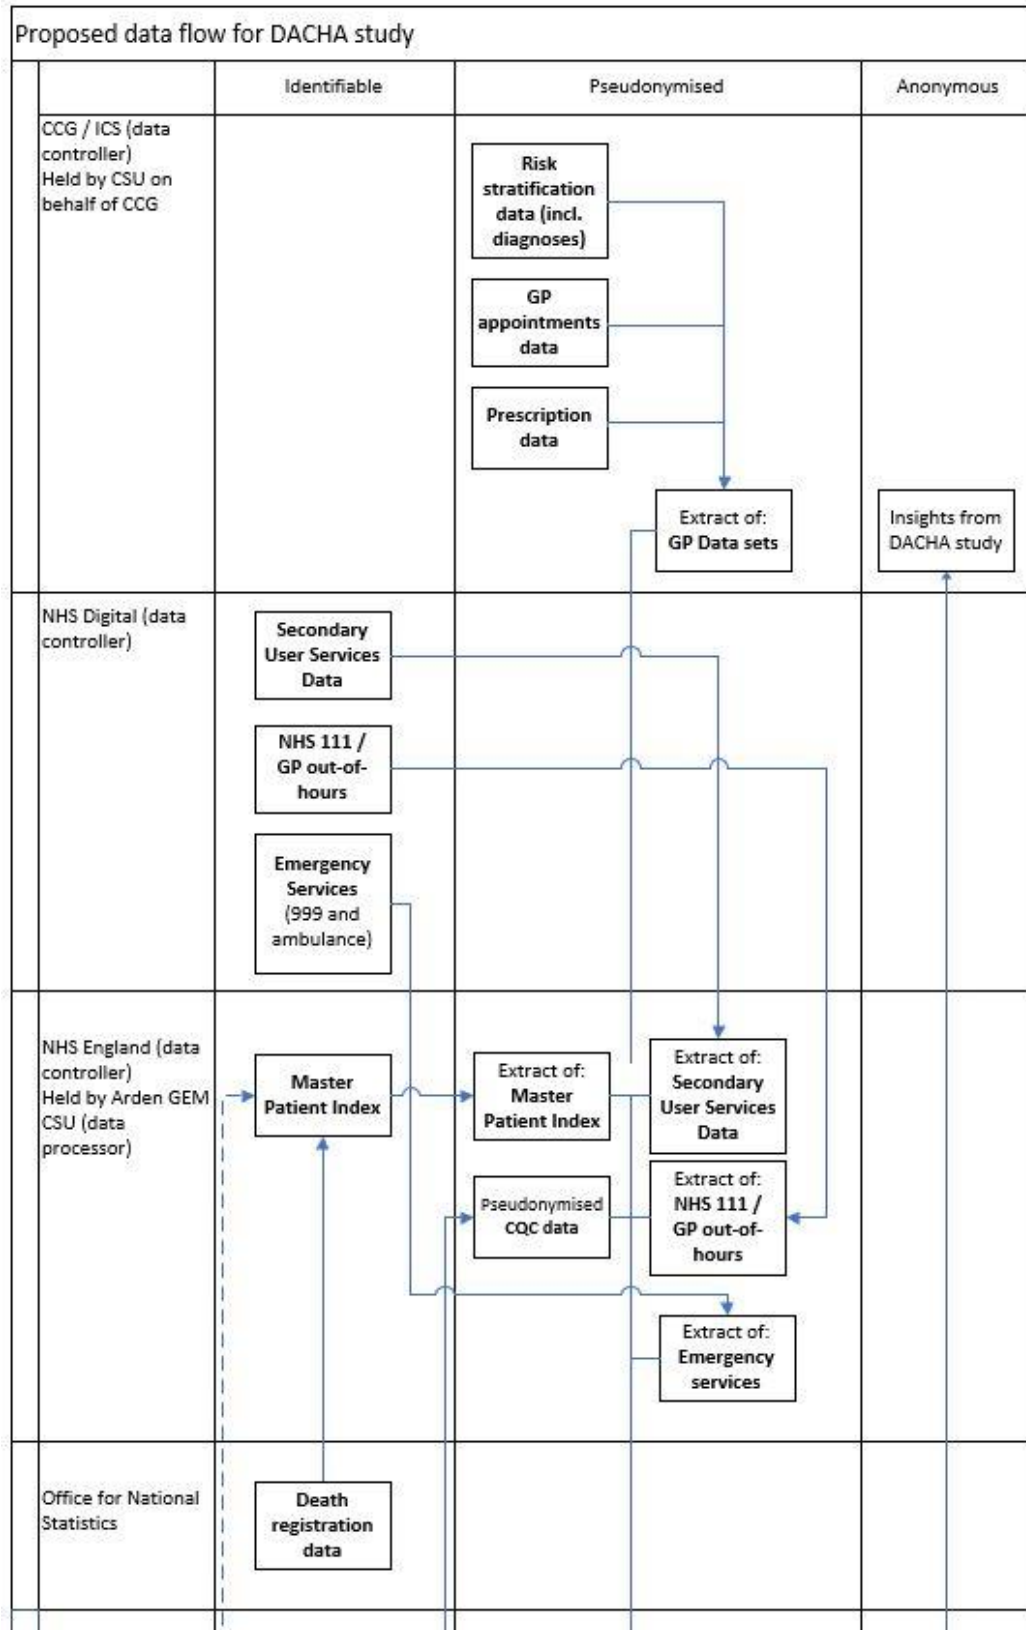 Proposed data flow for DACHA study
Identifiable
Pseudonymised
Anonymous
CCG / ICS (data
controller)
Held by CSU on
behalf of CCG
Risk
stratification
data (incl.
diagnoses)
GP
appointments
data
Prescription
data
Extract of:
GP Data sets
Insights from
DACHA study
NHS Digital (data
controller)
Secondary
User Services
Data
NHS 111 /
GP out-of-
hours
Emergency
Services
(999 and
ambulance)
NHS England (data
controller)
Held by Arden GEM
CSU (data
processor)
Master
Patient Index
Extract of:
Master
Patient Index
Extract of:
Secondary
User Services
Data
Pseudonymised
CQC data
Extract of:
NHS 111 /
GP out-of-
hours
Extract of:
Emergency
services
Office for National
Statistics
Death
registration
data